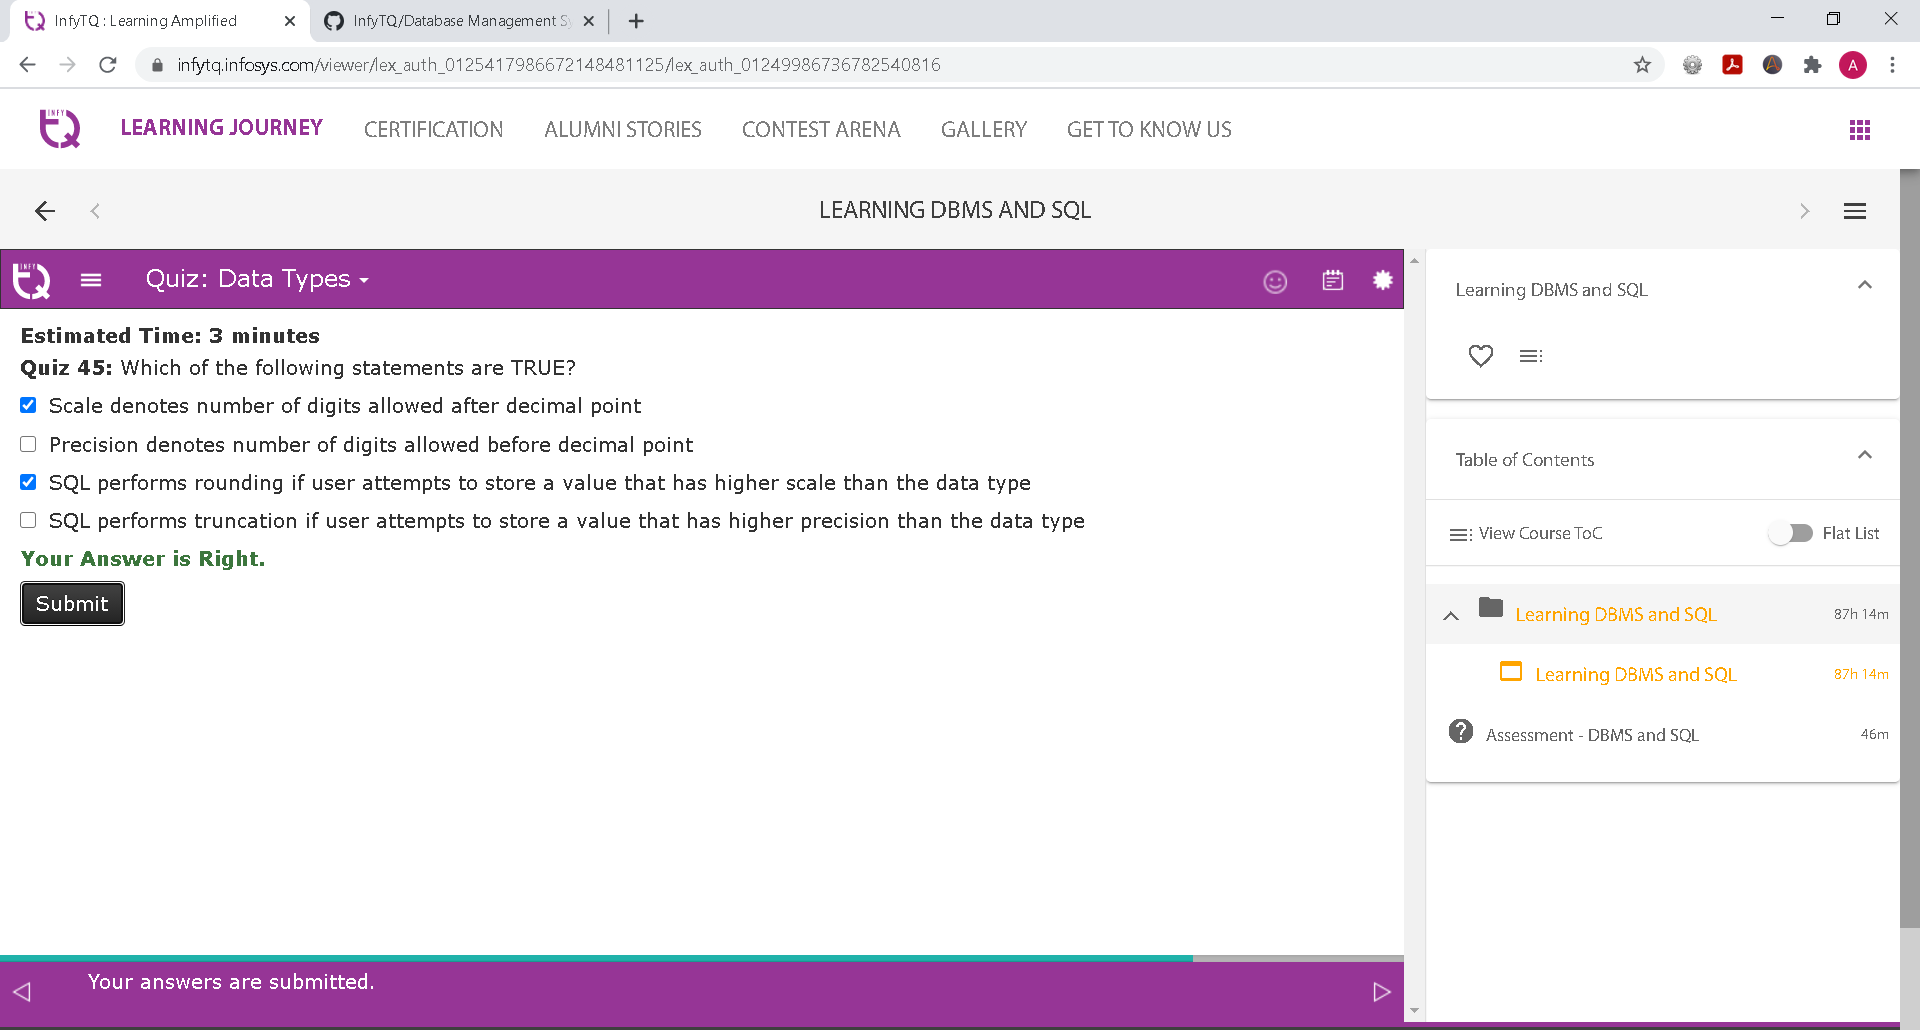 InfyTQ : Learning Amplified
InfyTQ/Database Management Sy
infytq.infosys.com/viewer/lex_auth_0125417986672148481125/lex_auth_01249986736782540816
A
INFY
TQ
LEARNING JOURNEY
CERTIFICATION
ALUMNI STORIES
CONTEST ARENA
GALLERY
GET TO KNOW US
LEARNING DBMS AND SQL
INFY
TQ
Quiz: Data Types
Estimated Time: 3 minutes
Quiz 45: Which of the following statements are TRUE?
Scale denotes number of digits allowed after decimal point
Precision denotes number of digits allowed before decimal point
SQL performs rounding if user attempts to store a value that has higher scale than the data type
SQL performs truncation if user attempts to store a value that has higher precision than the data type
Your Answer is Right.
Submit
Your answers are submitted.
Learning DBMS and SQL
Table of Contents
View Course ToC
Flat List
Learning DBMS and SQL
87h 14m
Learning DBMS and SQL
87h 14m
Assessment - DBMS and SQL
46m